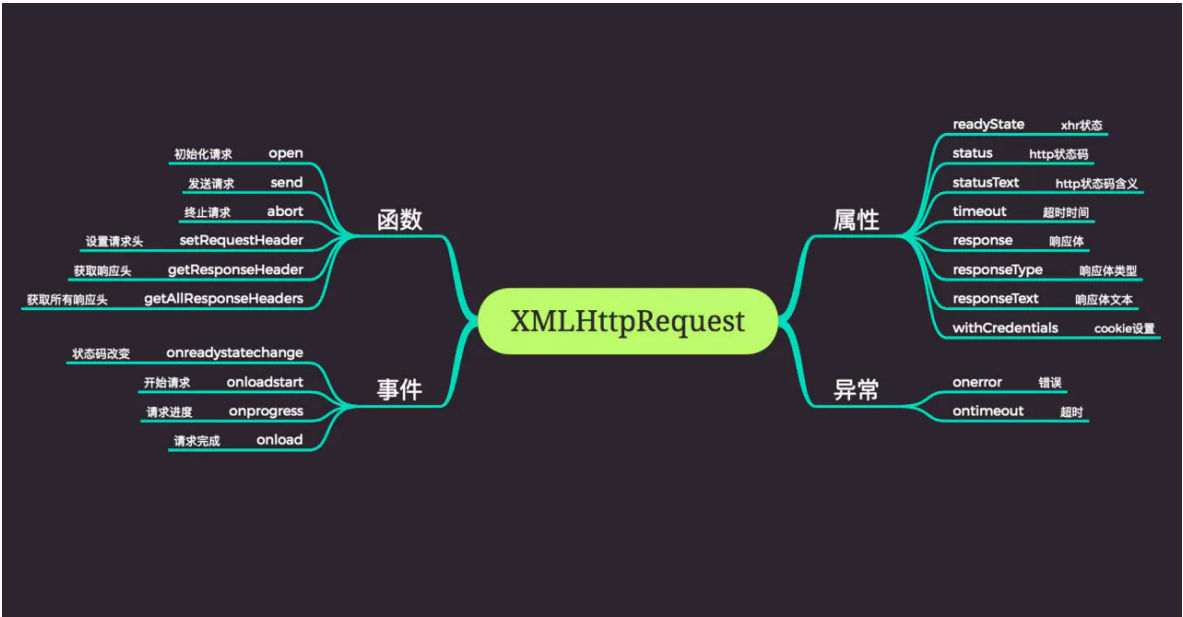 XMLHttpRequest
函数
初始化请求 open
发送请求 send
终止请求 abort
设置请求头 setRequestHeader
获取响应头 getResponseHeader
获取所有响应头 getAllResponseHeaders
事件
状态码改变 onreadystatechange
开始请求 onloadstart
请求进度 onprogress
请求完成 onload
属性
readyState xhr状态
status http状态码
statusText http状态码含义
timeout 超时时间
response 响应体
responseType 响应体类型
responseText 响应体文本
withCredentials cookie设置
异常
onerror 错误
ontimeout 超时